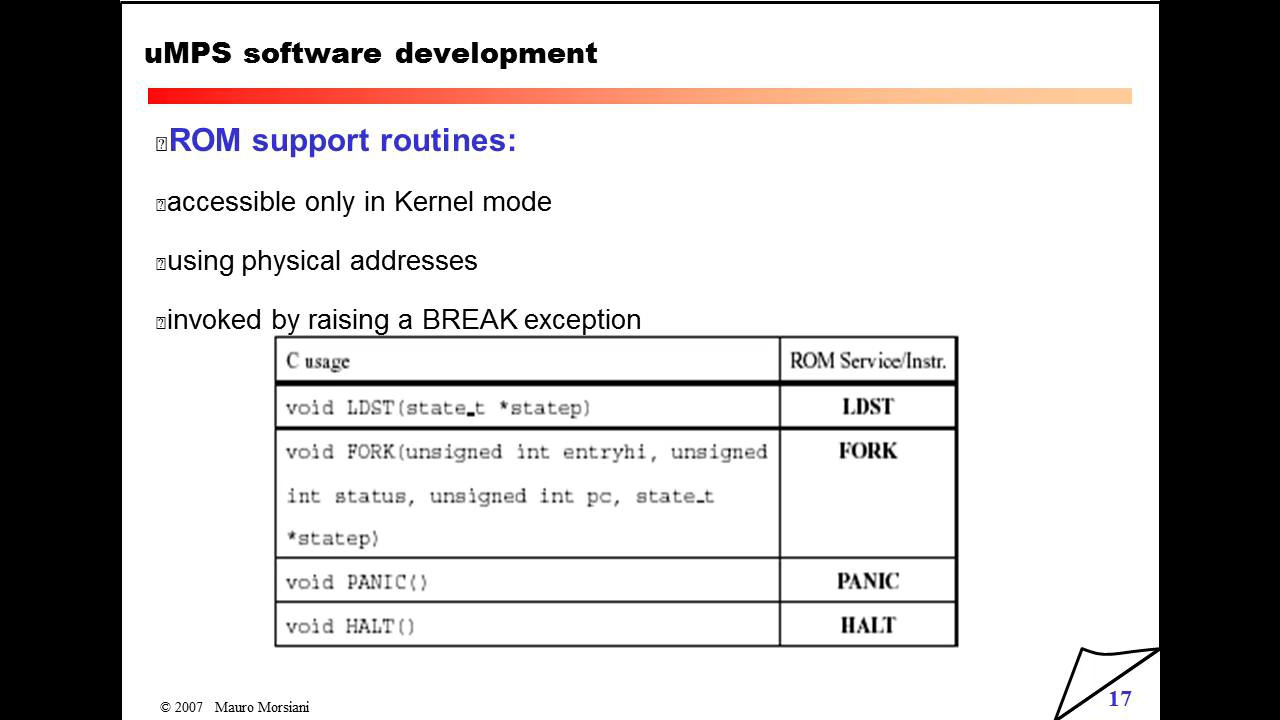 uMPS software development
ROM support routines:
accessible only in Kernel mode
using physical addresses
invoked by raising a BREAK exception
C usage ROM Service/Instr.
void LDST(state_t *statep) LDST
void FORK(unsigned int entryhi, unsigned FORK
int status, unsigned int pc, state_t
*statep)
void PANIC() PANIC
void HALT() HALT
© 2007 Mauro Morsiani
17